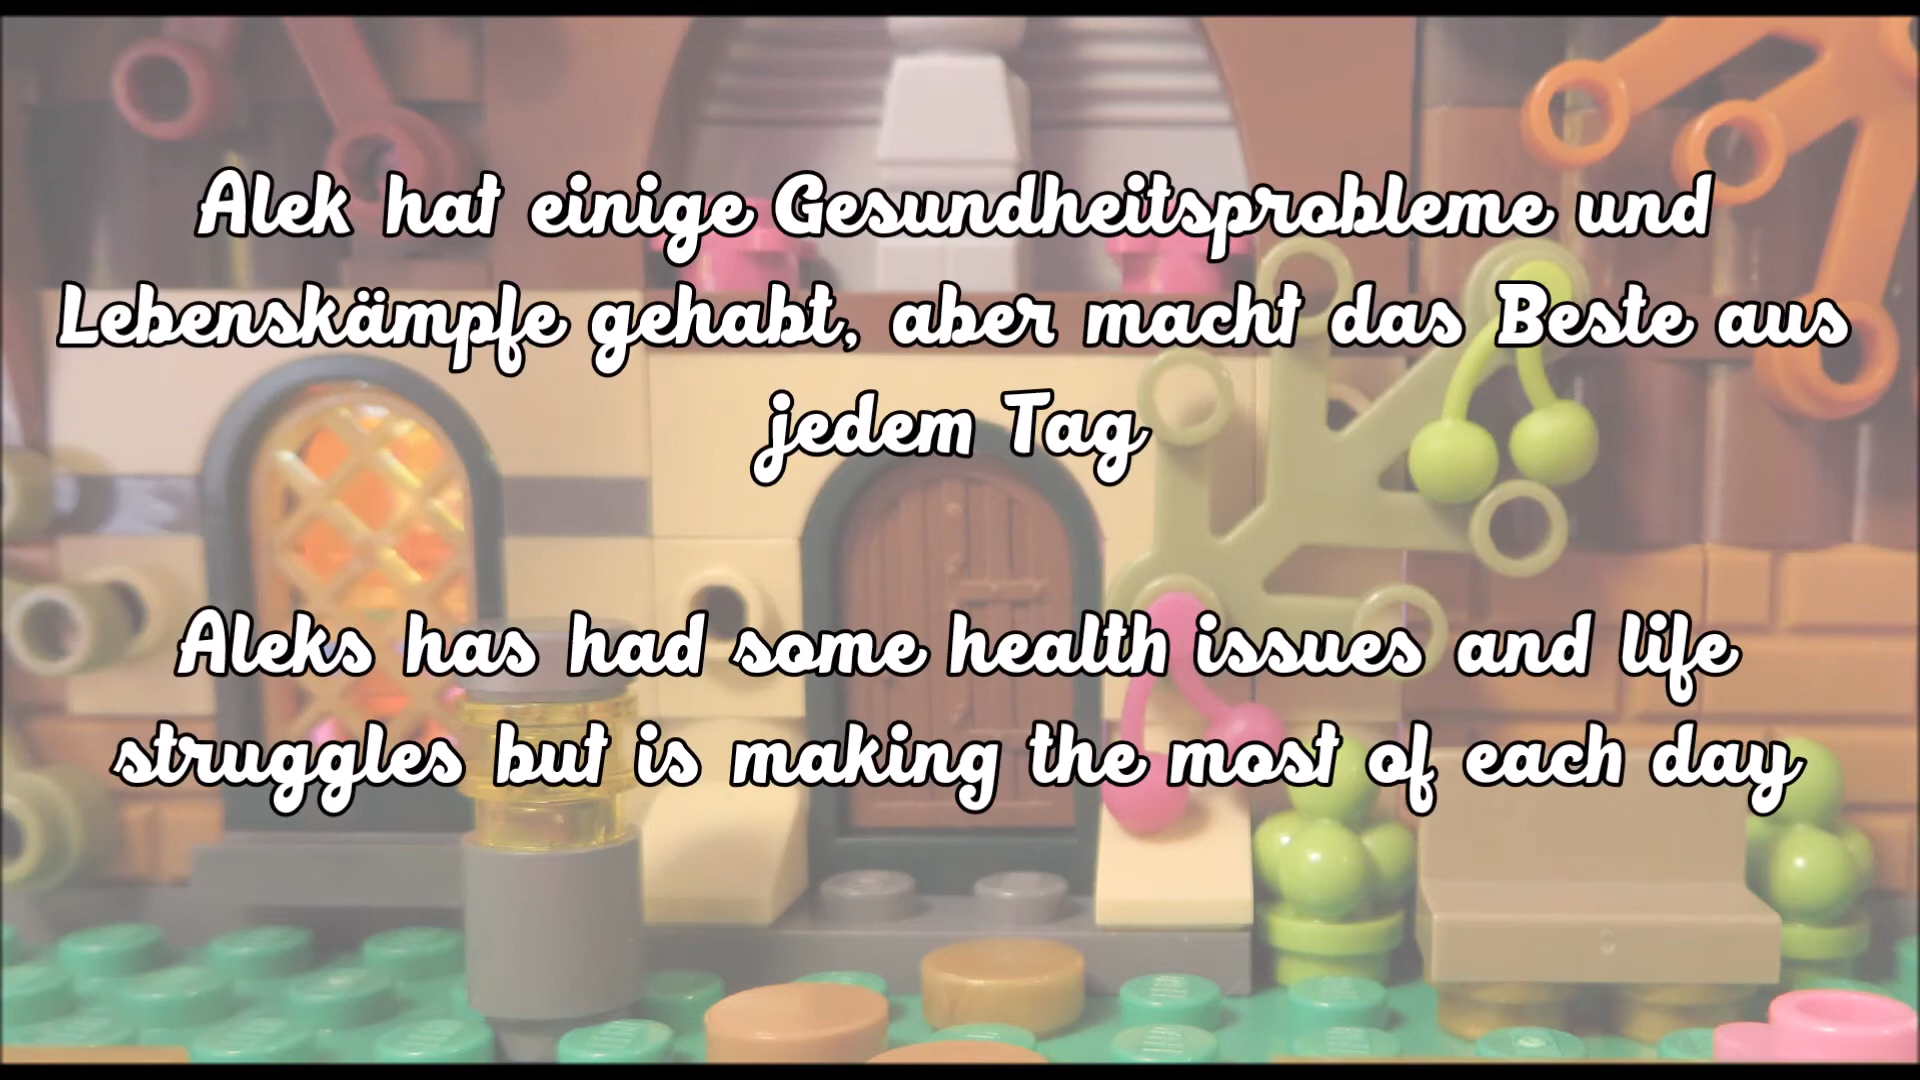 Alek hat einige Gesundheitsprobleme und
Lebenskämpfe gehabt, aber macht das Beste aus
jedem Tag
Aleks has had some health issues and life
struggles but is making the most of each day